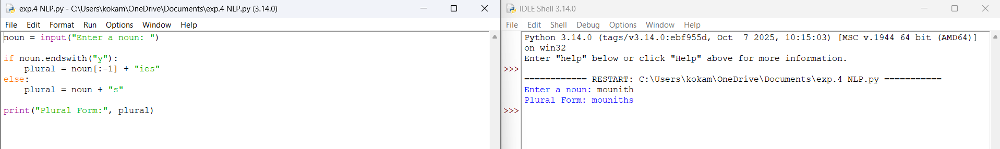 exp.4 NLP.py - C:\Users\kokam\OneDrive\Documents\exp.4 NLP.py (3.14.0)
File Edit Format Run Options Window Help
noun = input("Enter a noun: ")
if noun.endswith("y"):
    plural = noun[:-1] + "ies"
else:
    plural = noun + "s"
print("Plural Form:", plural)
IDLE Shell 3.14.0
File Edit Shell Debug Options Window Help
Python 3.14.0 (tags/v3.14.0:ebf955d, Oct  7 2025, 10:15:03) [MSC v.1944 64 bit (AMD64)]
on win32
Enter "help" below or click "Help" above for more information.
>>>
============ RESTART: C:\Users\kokam\OneDrive\Documents\exp.4 NLP.py ===========
Enter a noun: mounith
Plural Form: mouniths
>>>